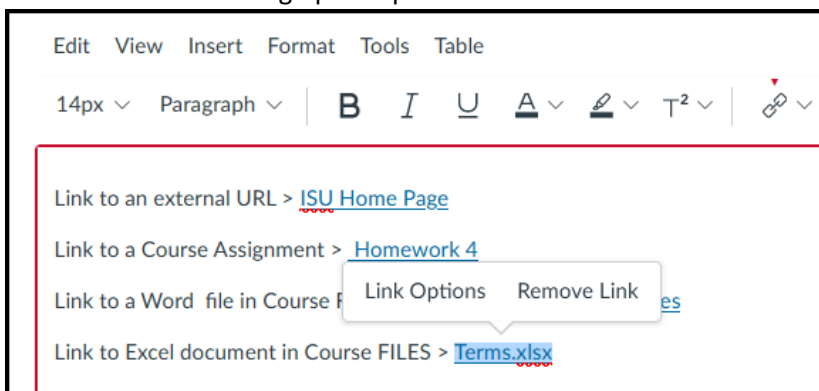 Edit View Insert Format Tools Table
14px Paragraph B I U A T²
Link to an external URL > ISU Home Page
Link to a Course Assignment > Homework 4
Link Options Remove Link
Link to a Word file in Course
Link to Excel document in Course FILES > Terms.xlsx